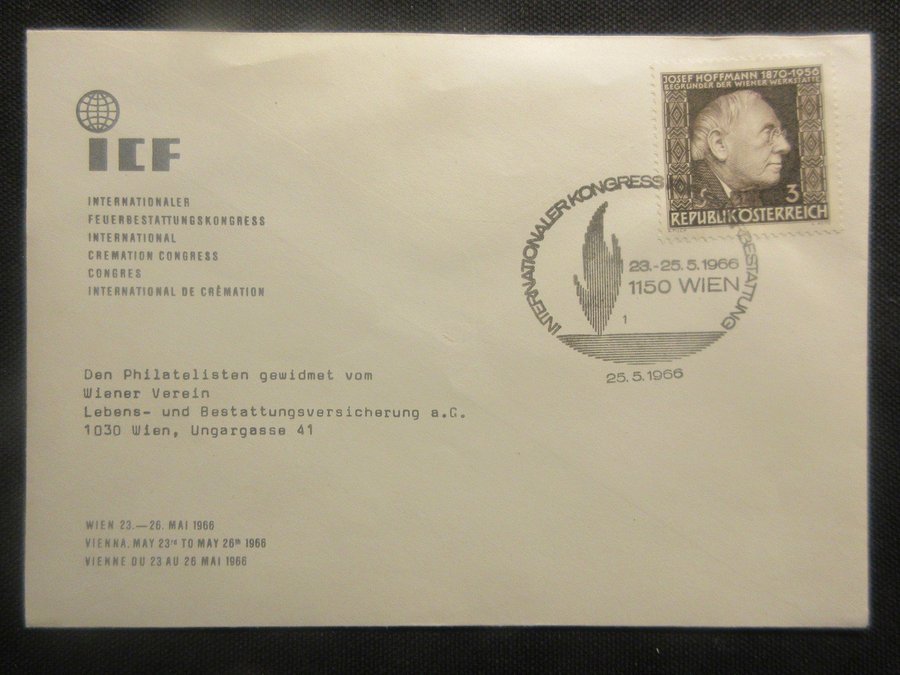 ICF
INTERNATIONALER
FEUERBESTATTUNGSKONGRESS
INTERNATIONAL
CREMATION CONGRESS
CONGRES
INTERNATIONAL DE CRÊMATION
Den Philatelisten gewidmet vom
Wiener Verein
Lebens- und Bestattungsversicherung a.G.
1030 Wien, Ungargasse 41
WIEN 23.—26. MAI 1966
VIENNA, MAY 23rd TO MAY 26th 1966
VIENNE DU 23 AU 26 MAI 1966
JOSEF HOFFMANN 1870-1956
BEGRÜNDER DER WIENER WERKSTÄTTE
S 3
REPUBLIK ÖSTERREICH
INTERNATIONALER KONGRESS
23.-25.5.1966
1150 WIEN
1
25.5.1966